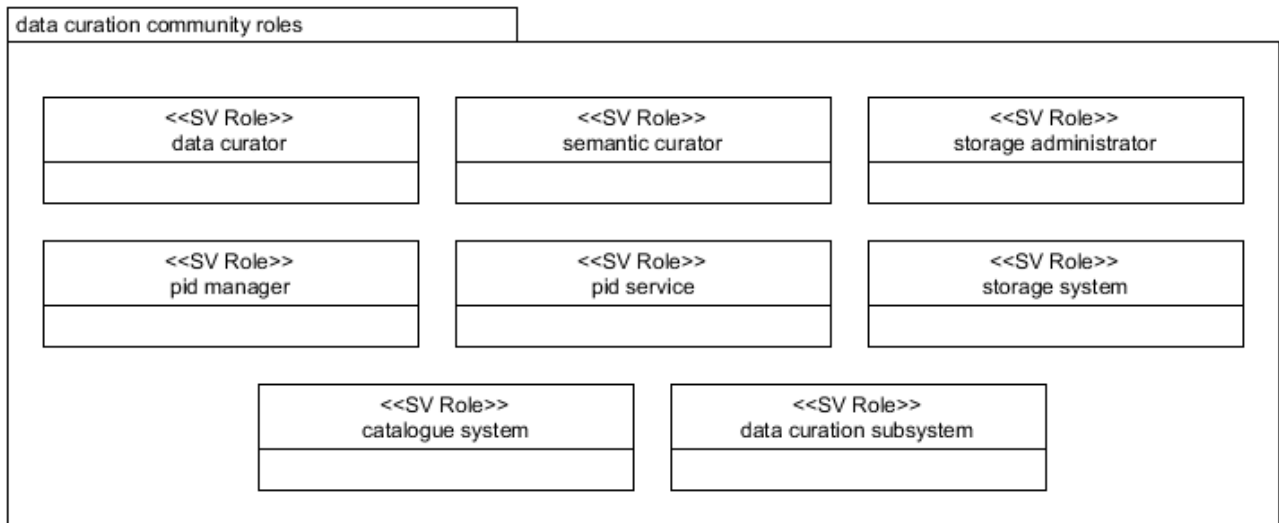 data curation community roles
<<SV Role>>
data curator
<<SV Role>>
semantic curator
<<SV Role>>
storage administrator
<<SV Role>>
pid manager
<<SV Role>>
pid service
<<SV Role>>
storage system
<<SV Role>>
catalogue system
<<SV Role>>
data curation subsystem